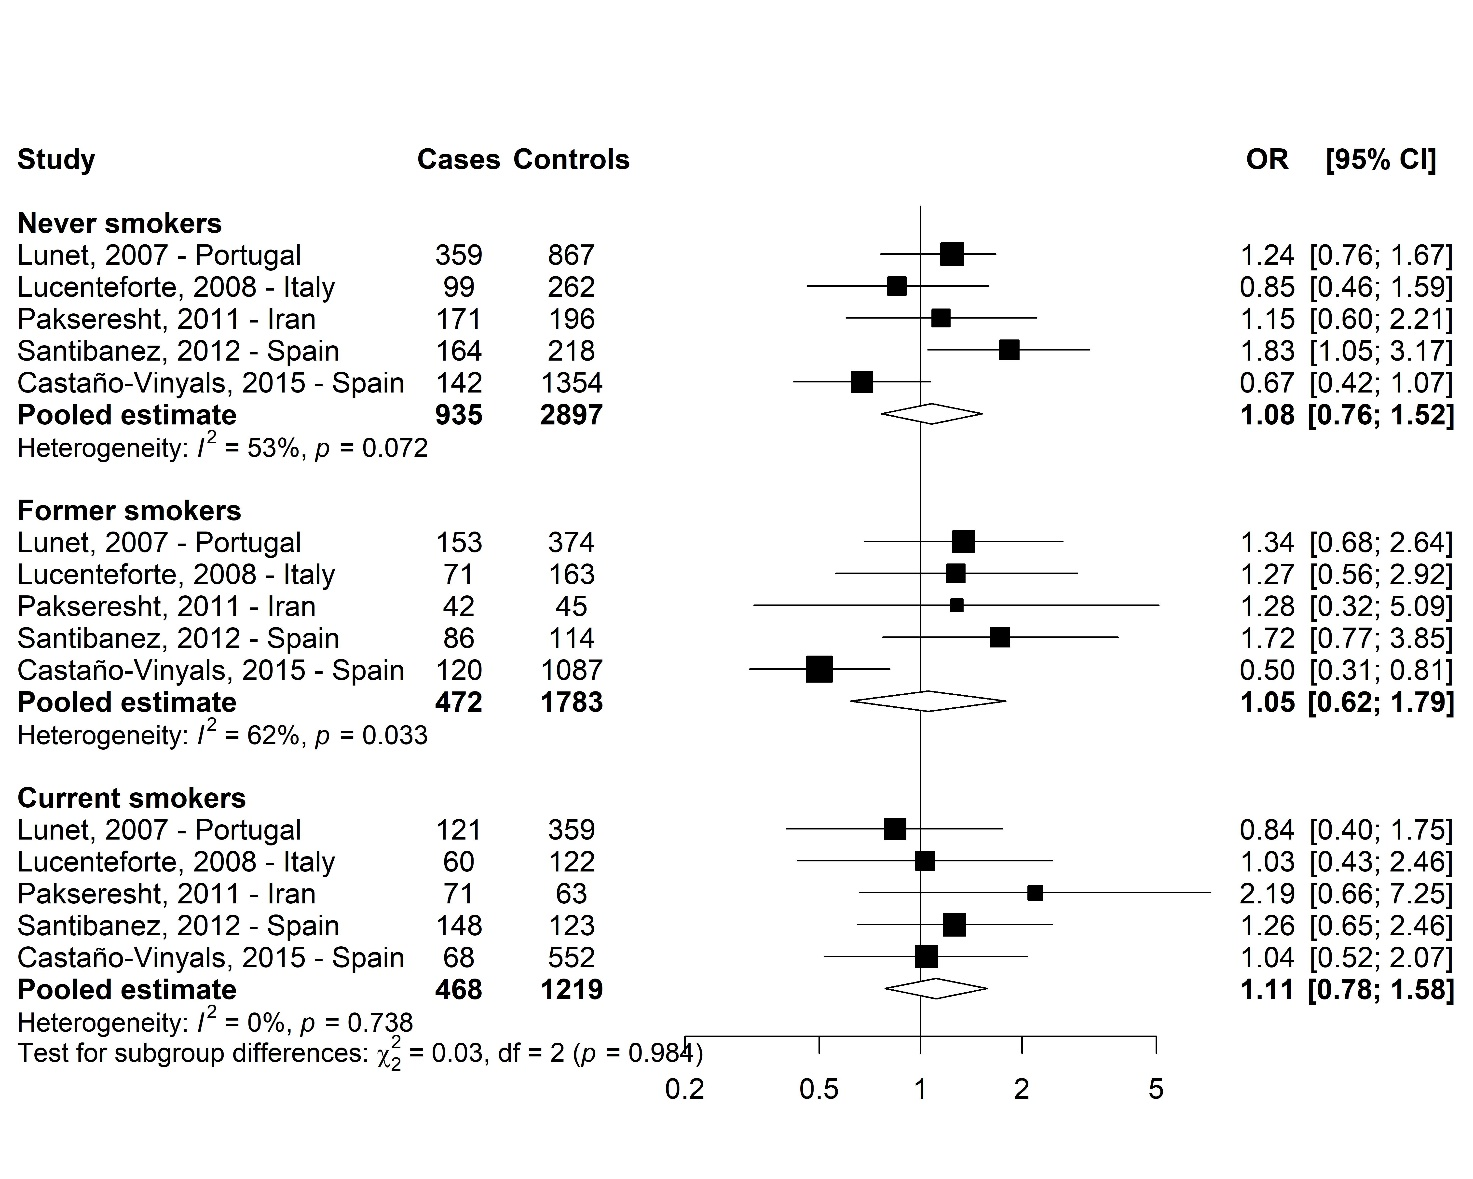 Study Cases Controls OR [95% CI]
Never smokers
Lunet, 2007 - Portugal 359 867 1.24 [0.76; 1.67]
Lucenteforte, 2008 - Italy 99 262 0.85 [0.46; 1.59]
Pakseresht, 2011 - Iran 171 196 1.15 [0.60; 2.21]
Santibanez, 2012 - Spain 164 218 1.83 [1.05; 3.17]
Castaño-Vinyals, 2015 - Spain 142 1354 0.67 [0.42; 1.07]
Pooled estimate 935 2897 1.08 [0.76; 1.52]
Heterogeneity: I² = 53%, p = 0.072
Former smokers
Lunet, 2007 - Portugal 153 374 1.34 [0.68; 2.64]
Lucenteforte, 2008 - Italy 71 163 1.27 [0.56; 2.92]
Pakseresht, 2011 - Iran 42 45 1.28 [0.32; 5.09]
Santibanez, 2012 - Spain 86 114 1.72 [0.77; 3.85]
Castaño-Vinyals, 2015 - Spain 120 1087 0.50 [0.31; 0.81]
Pooled estimate 472 1783 1.05 [0.62; 1.79]
Heterogeneity: I² = 62%, p = 0.033
Current smokers
Lunet, 2007 - Portugal 121 359 0.84 [0.40; 1.75]
Lucenteforte, 2008 - Italy 60 122 1.03 [0.43; 2.46]
Pakseresht, 2011 - Iran 71 63 2.19 [0.66; 7.25]
Santibanez, 2012 - Spain 148 123 1.26 [0.65; 2.46]
Castaño-Vinyals, 2015 - Spain 68 552 1.04 [0.52; 2.07]
Pooled estimate 468 1219 1.11 [0.78; 1.58]
Heterogeneity: I² = 0%, p = 0.738
Test for subgroup differences: χ²₂ = 0.03, df = 2 (p = 0.984)
0.2 0.5 1 2 5